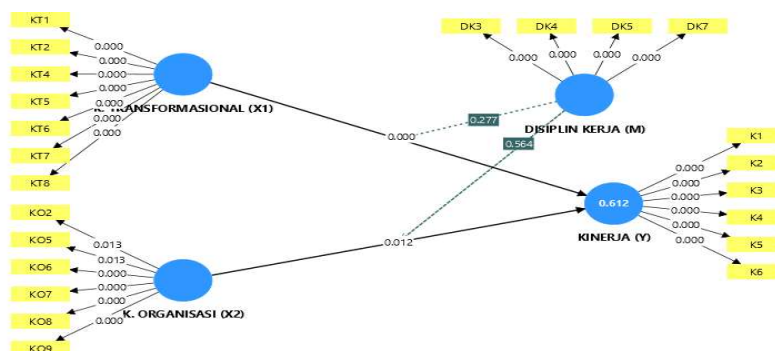 KT1
KT2
KT4
KT5
KT6
KT7
KT8
0.000
0.000
0.000
0.000
0.000
0.000
0.000
TRANSFORMASIONAL (X1)
DK3
DK4
DK5
DK7
0.000
0.000
0.000
0.000
DISIPLIN KERJA (M)
0.277
0.564
0.000
0.012
KO2
KO5
KO6
KO7
KO8
KO9
0.013
0.013
0.000
0.000
0.000
0.000
K. ORGANISASI (X2)
0.612
KINERJA (Y)
0.000
0.000
0.000
0.000
0.000
0.000
K1
K2
K3
K4
K5
K6